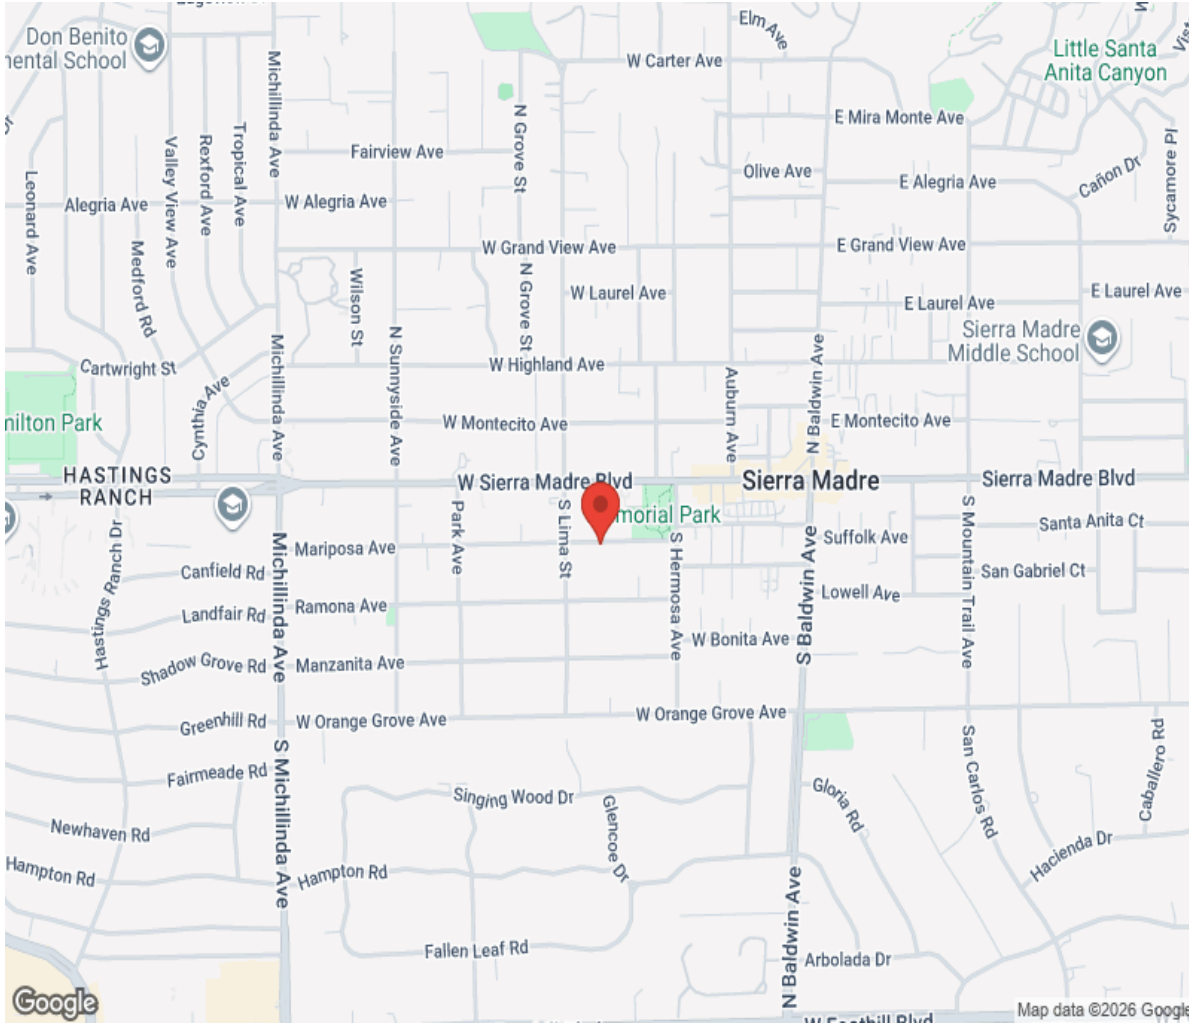 Don Benito
mental School
Elm Ave
W Carter Ave
Little Santa
Anita Canyon
Michillinda Ave
N Grove St
E Mira Monte Ave
Fairview Ave
Valley View Ave
Rexford Ave
Tropical Ave
Olive Ave
E Alegria Ave
Cañon Dr
Sycamore Pl
Leonard Ave
Alegria Ave
W Alegria Ave
Medford Rd
W Grand View Ave
E Grand View Ave
Wilson St
N Grove St
W Laurel Ave
E Laurel Ave
E Laurel Ave
Sierra Madre
Middle School
N Sunnyside Ave
Michillinda Ave
Cartwright St
W Highland Ave
N Baldwin Ave
Auburn Ave
Cynthia Ave
milton Park
W Montecito Ave
E Montecito Ave
HASTINGS
RANCH
W Sierra Madre Blvd
Sierra Madre
Sierra Madre Blvd
morial Park
Santa Anita Ct
Park Ave
S Lima St
S Hermosa Ave
Suffolk Ave
S Mountain Trail Ave
Hastings Ranch Dr
Michillinda Ave
Mariposa Ave
Canfield Rd
San Gabriel Ct
S Baldwin Ave
Lowell Ave
Landfair Rd
Ramona Ave
W Bonita Ave
Shadow Grove Rd
Manzanita Ave
Greenhill Rd
W Orange Grove Ave
W Orange Grove Ave
S Michillinda Ave
Fairmeade Rd
San Carlos Rd
Caballero Rd
Singing Wood Dr
Glencoe Dr
Gloria Rd
Newhaven Rd
Hacienda Dr
Hampton Rd
Hampton Rd
N Baldwin Ave
Fallen Leaf Rd
Arbolada Dr
Google
Map data ©2026 Google
W Foothill Blvd